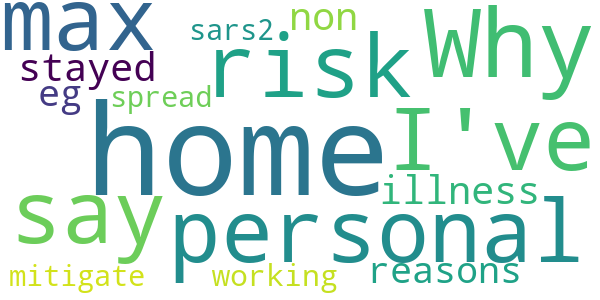 max
risk
Why
sars2
non
stayed
eg
spread
home
I've
say
personal
illness
reasons
mitigate
working